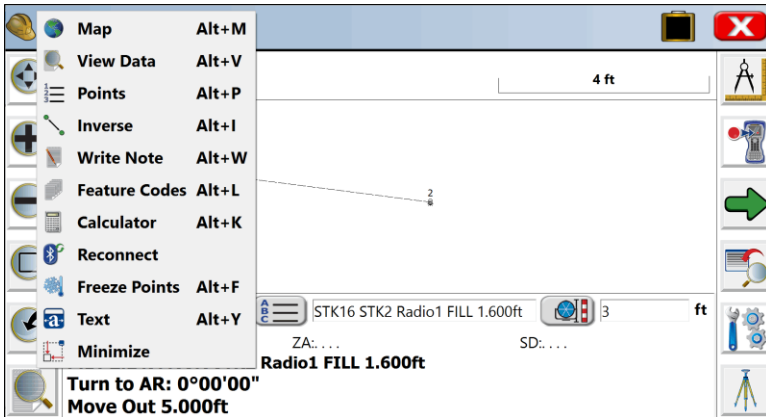 Map Alt+M
View Data Alt+V
Points Alt+P
Inverse Alt+I
Write Note Alt+W
Feature Codes Alt+L
Calculator Alt+K
Reconnect
Freeze Points Alt+F
Text Alt+Y
Minimize
4 ft
2
A
B
C
STK16 STK2 Radio1 FILL 1.600ft
3
ft
ZA:. . . .
SD:. . . .
Radio1 FILL 1.600ft
Turn to AR: 0°00'00"
Move Out 5.000ft